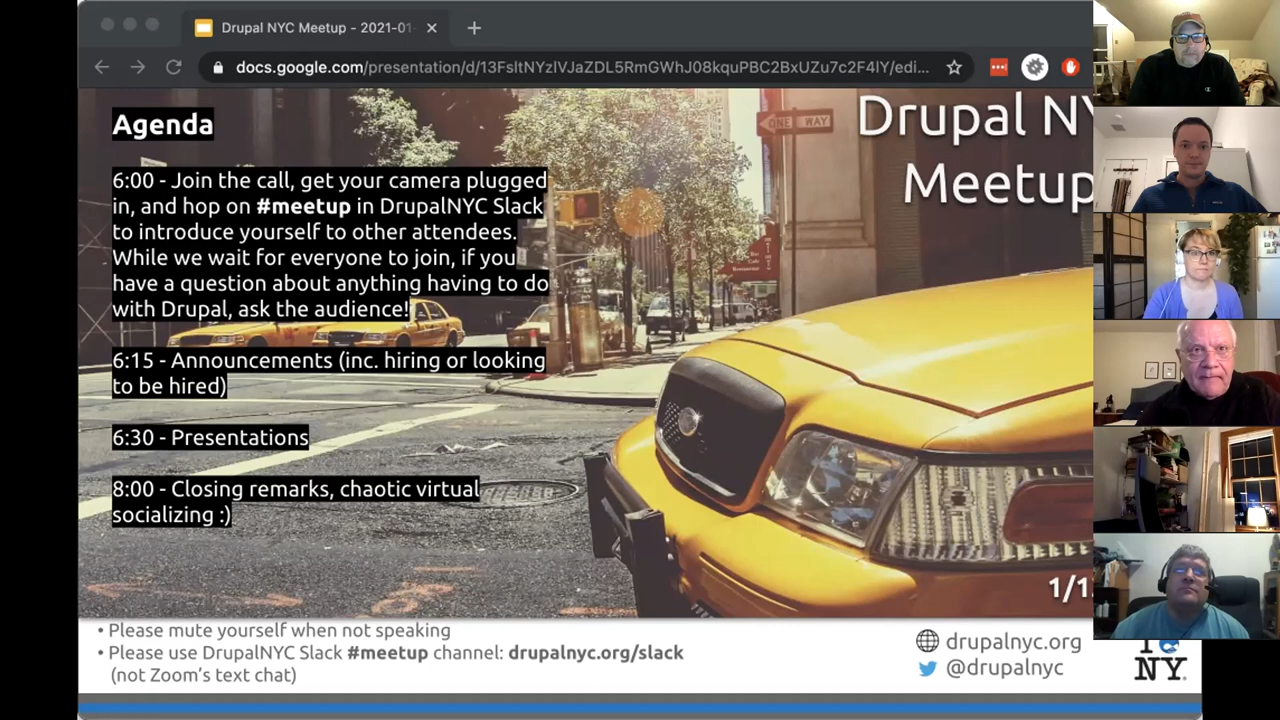 Drupal NYC Meetup - 2021-01-
docs.google.com/presentation/d/13FsltNYzlVJaZDL5RmGWhJ08kquPBC2BxUZu7c2F4lY/edi...
Agenda
6:00 - Join the call, get your camera plugged
in, and hop on #meetup in DrupalNYC Slack
to introduce yourself to other attendees.
While we wait for everyone to join, if you
have a question about anything having to do
with Drupal, ask the audience!
6:15 - Announcements (inc. hiring or looking
to be hired)
6:30 - Presentations
8:00 - Closing remarks, chaotic virtual
socializing :)
ONE WAY
Drupal NY
Meetup
Bar
Cafe
Restaurant
1/1
• Please mute yourself when not speaking
• Please use DrupalNYC Slack #meetup channel: drupalnyc.org/slack
(not Zoom's text chat)
drupalnyc.org
@drupalnyc
I
NY